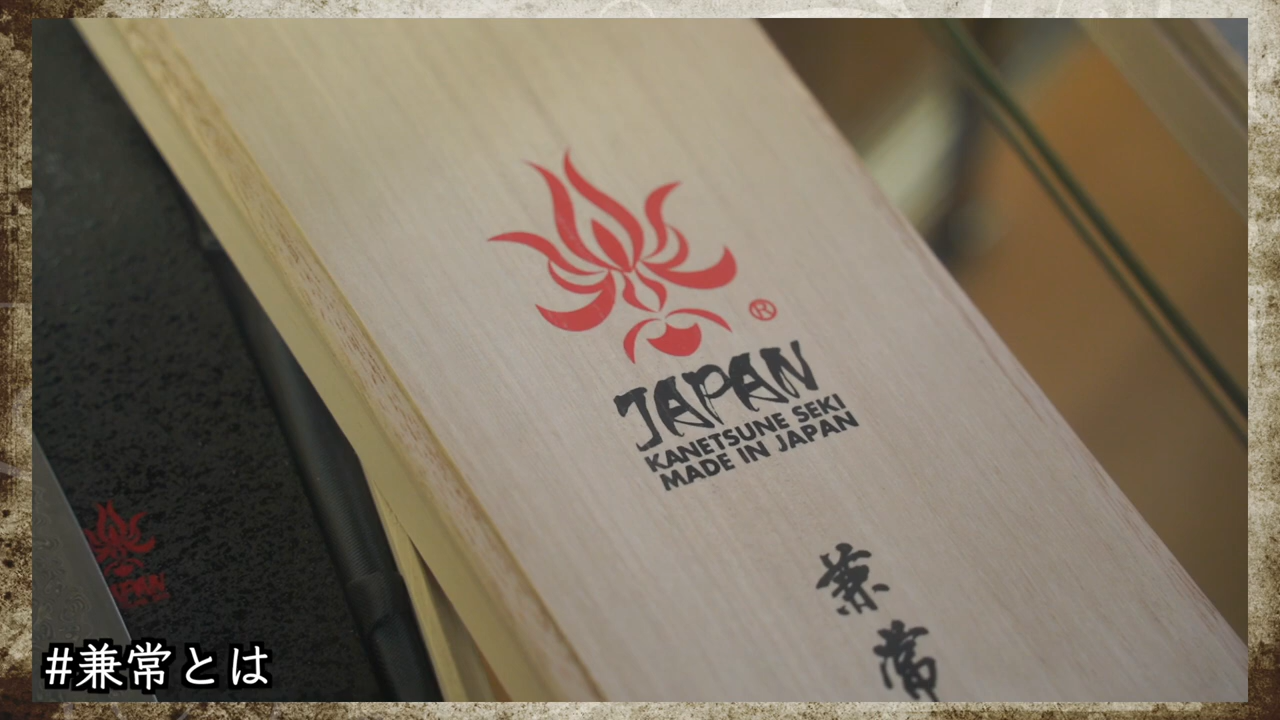 ®
JAPAN
KANETSUNE SEKI
MADE IN JAPAN
兼常
#兼常とは